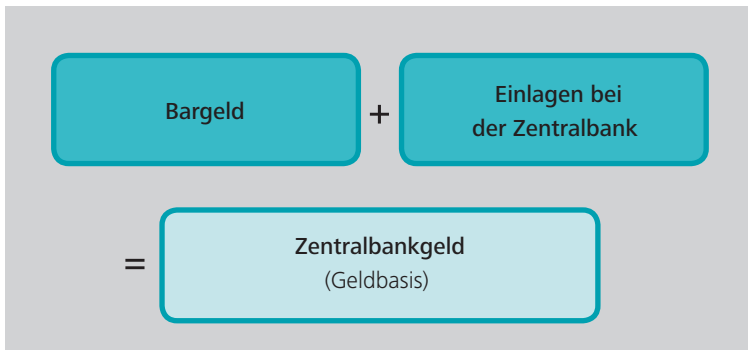 Bargeld
+
Einlagen bei
der Zentralbank
=
Zentralbankgeld
(Geldbasis)